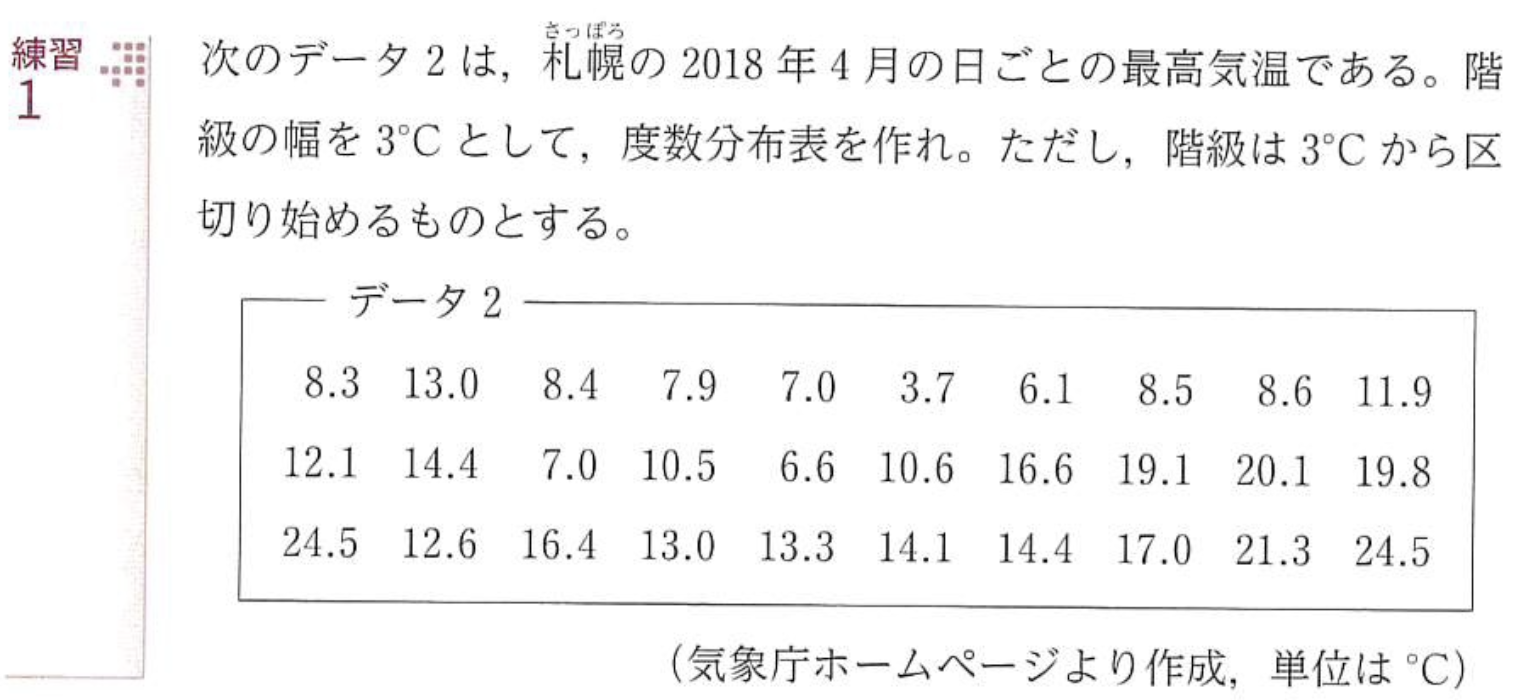 練習
1
さっぽろ
次のデータ 2 は，札幌の 2018 年 4 月の日ごとの最高気温である。階
級の幅を 3°C として，度数分布表を作れ。ただし，階級は 3°C から区
切り始めるものとする。
データ 2
8.3 13.0 8.4 7.9 7.0 3.7 6.1 8.5 8.6 11.9
12.1 14.4 7.0 10.5 6.6 10.6 16.6 19.1 20.1 19.8
24.5 12.6 16.4 13.0 13.3 14.1 14.4 17.0 21.3 24.5
（気象庁ホームページより作成，単位は °C）